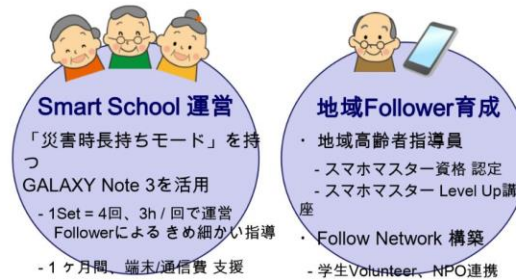 Smart School 運営
「災害時長持ちモード」を持
つ
GALAXY Note 3を活用
- 1Set = 4回、3h / 回で運営
Followerによる きめ細かい指導
- 1ヶ月間、端末/通信費 支援
地域Follower育成
・ 地域高齢者指導員
- スマホマスター資格 認定
- スマホマスター Level Up講
座
・ Follow Network 構築
- 学生Volunteer、NPO連携